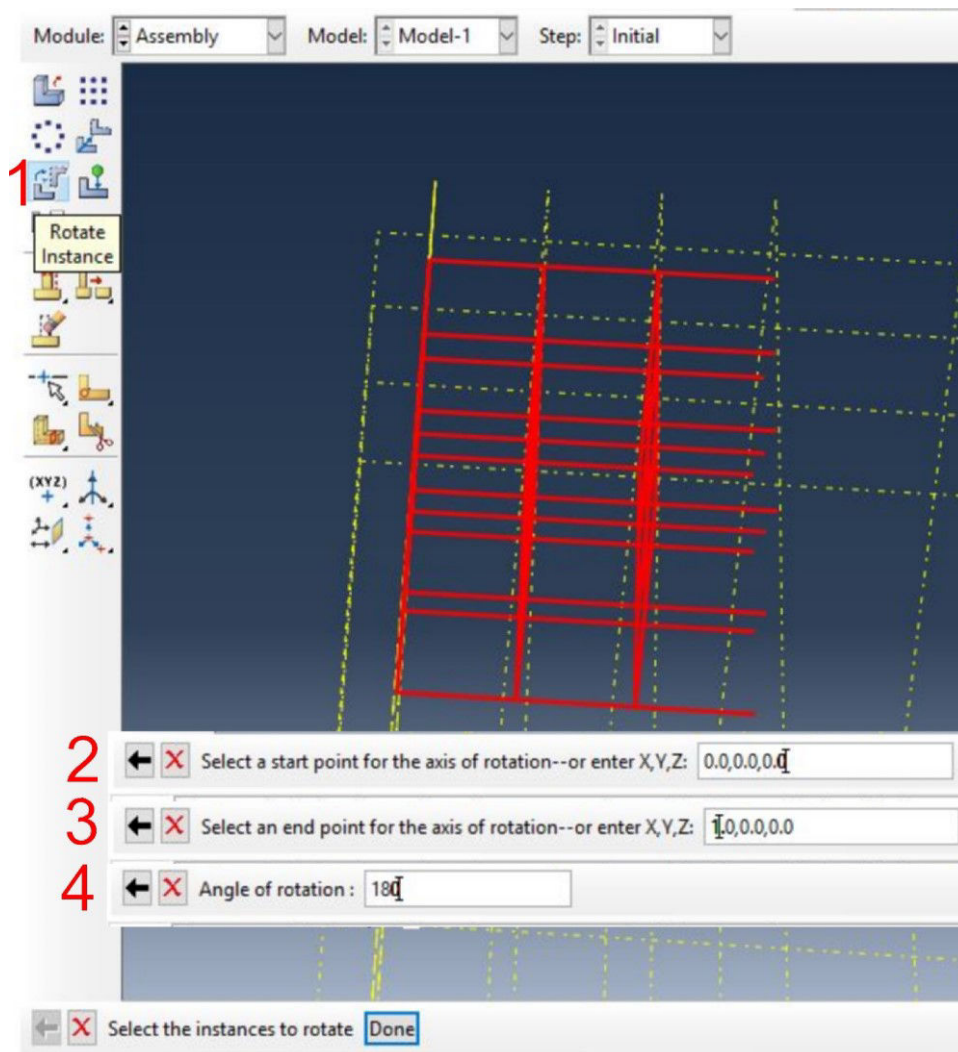 Module: Assembly Model: Model-1 Step: Initial
1
Rotate
Instance
(XYZ)
2 Select a start point for the axis of rotation--or enter X,Y,Z: 0.0,0.0,0.0
3 Select an end point for the axis of rotation--or enter X,Y,Z: 1.0,0.0,0.0
4 Angle of rotation : 180
Select the instances to rotate Done